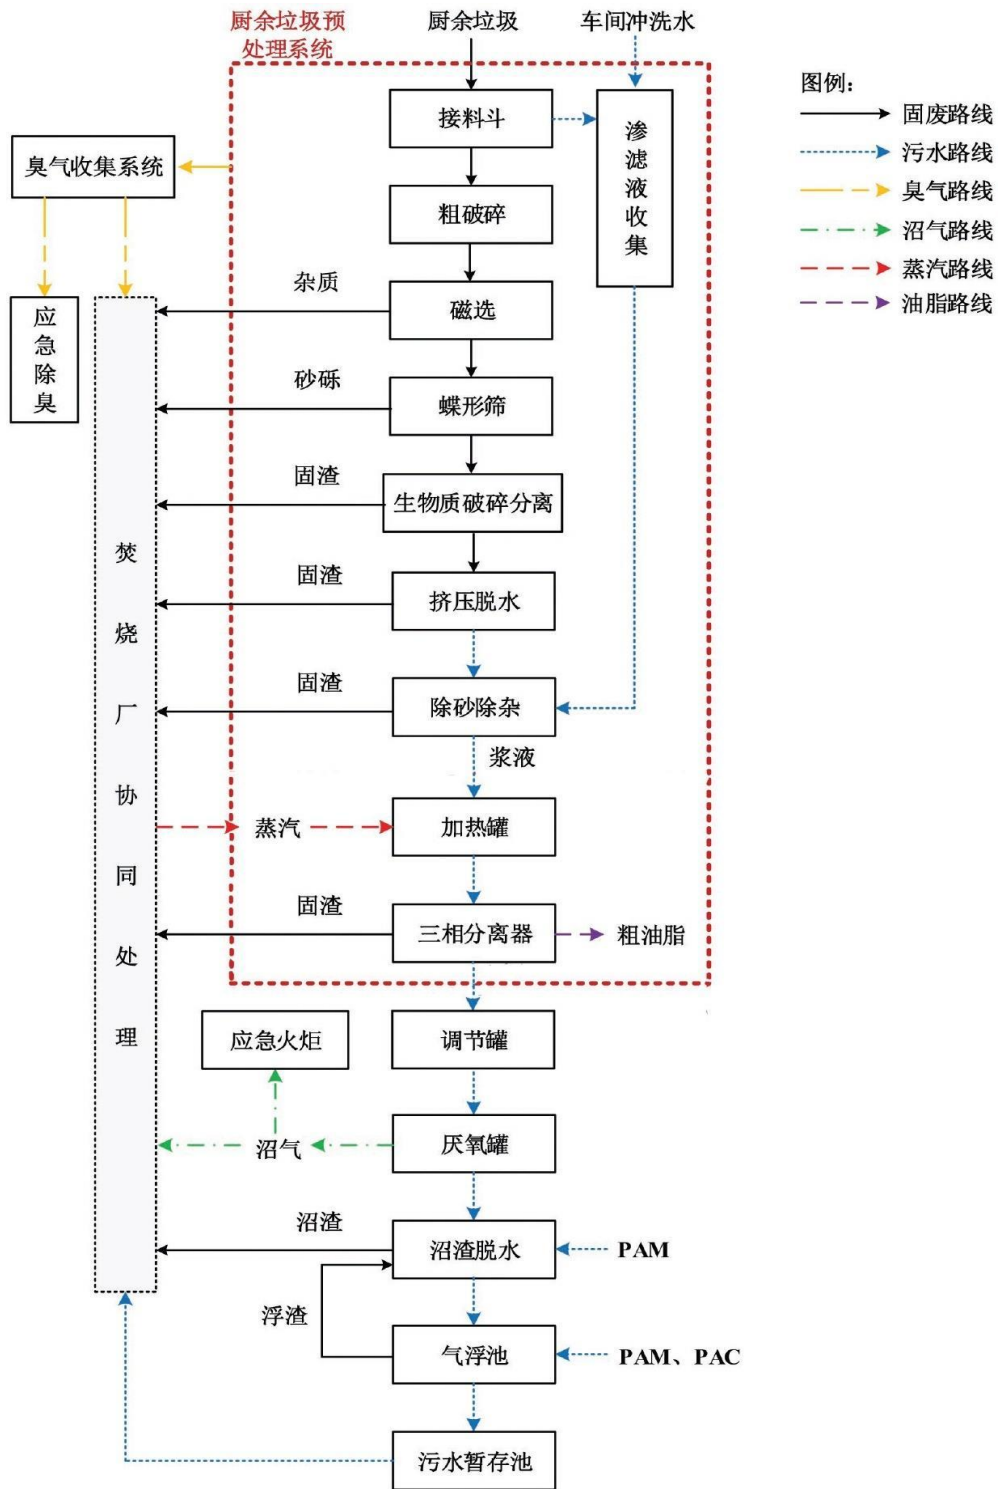 厨余垃圾预
处理系统
厨余垃圾
车间冲洗水
图例：
固废路线
污水路线
臭气路线
沼气路线
蒸汽路线
油脂路线
接料斗
渗滤液收集
臭气收集系统
粗破碎
杂质
磁选
应急除臭
砂砾
蝶形筛
固渣
生物质破碎分离
焚烧厂协同处理
固渣
挤压脱水
固渣
除砂除杂
浆液
蒸汽
加热罐
固渣
三相分离器
粗油脂
应急火炬
调节罐
沼气
厌氧罐
沼渣
沼渣脱水
PAM
浮渣
气浮池
PAM、PAC
污水暂存池